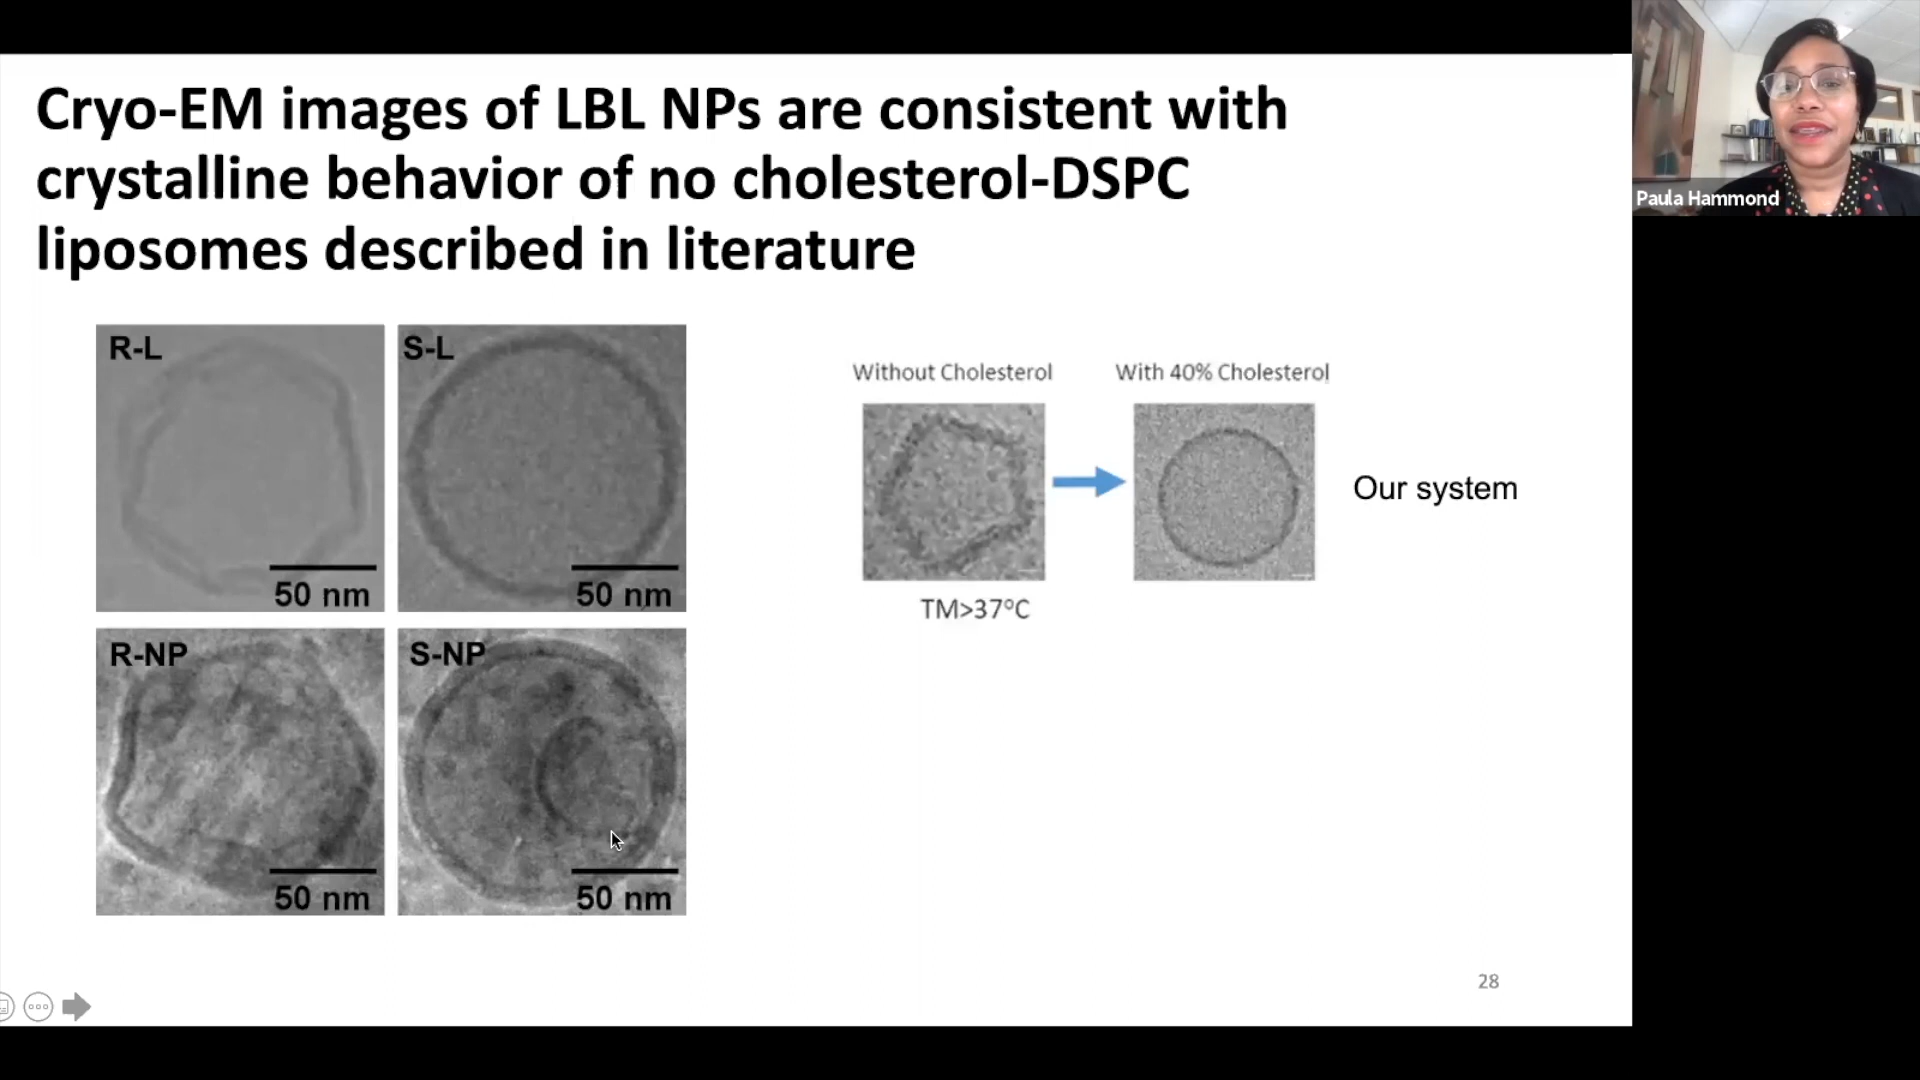 Cryo-EM images of LBL NPs are consistent with
crystalline behavior of no cholesterol-DSPC
liposomes described in literature
Paula Hammond
R-L
50 nm
S-L
50 nm
R-NP
50 nm
S-NP
50 nm
Without Cholesterol
With 40% Cholesterol
TM>37°C
Our system
28